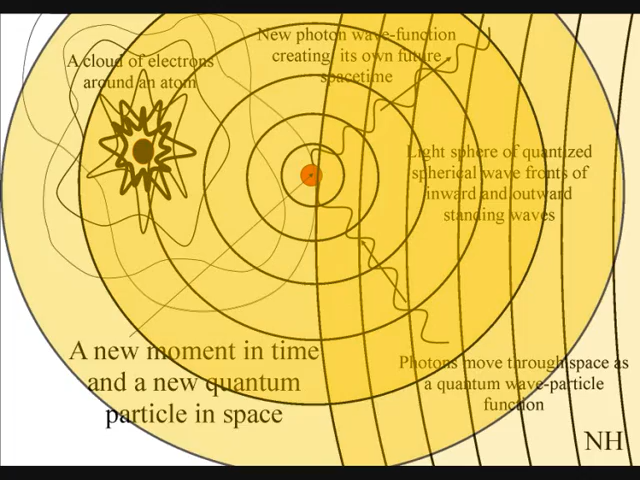 New photon wave-function
creating, its own future
spacetime
A cloud of electrons
around an atom
Light sphere of quantized
spherical wave fronts of
inward and outward
standing waves
A new moment in time
and a new quantum
particle in space
Photons move through space as
a quantum wave-particle
function
NH